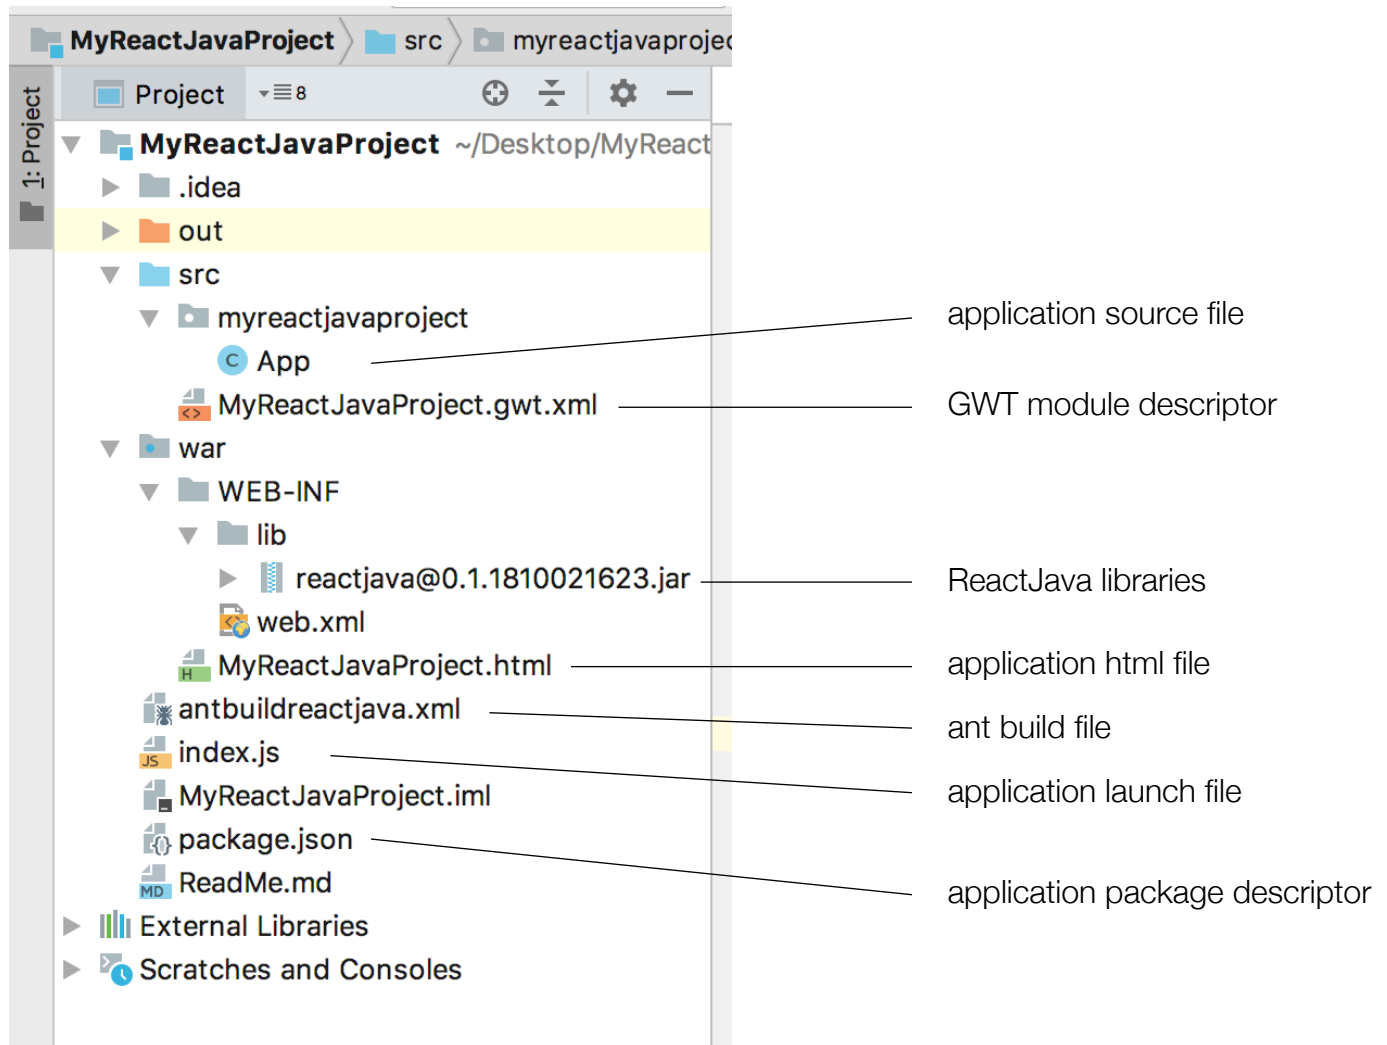 MyReactJavaProject src myreactjavaprojec
1: Project
Project 8
MyReactJavaProject ~/Desktop/MyReact
.idea
out
src
myreactjavaproject
C App
application source file
<> MyReactJavaProject.gwt.xml
GWT module descriptor
war
WEB-INF
lib
reactjava@0.1.1810021623.jar
ReactJava libraries
web.xml
H MyReactJavaProject.html
application html file
antbuildreactjava.xml
ant build file
JS index.js
application launch file
MyReactJavaProject.iml
package.json
application package descriptor
MD ReadMe.md
External Libraries
Scratches and Consoles